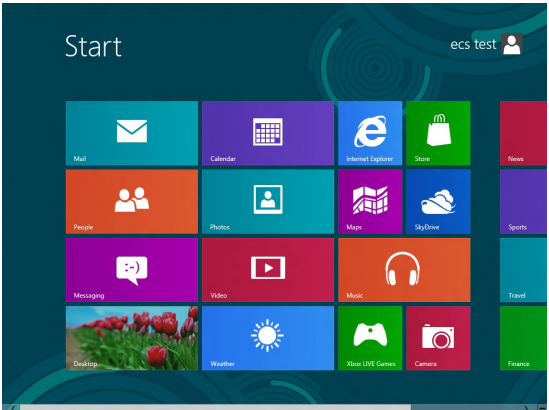 Start
ecs test
Mail
Calendar
Internet Explorer
Store
News
People
Photos
Maps
SkyDrive
Sports
Messaging
Video
Music
Travel
Desktop
Weather
Xbox LIVE Games
Camera
Finance